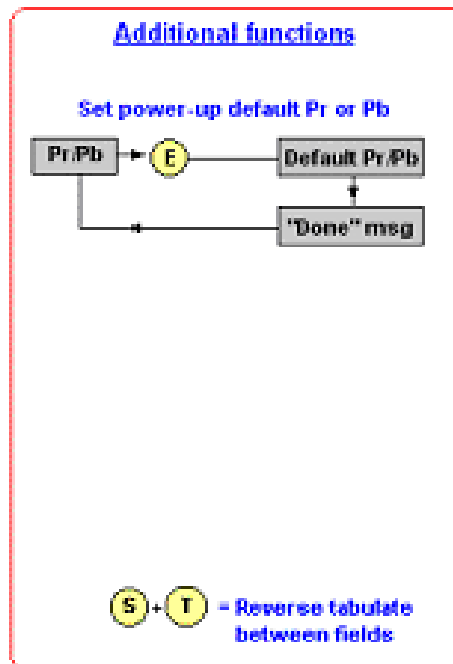 Additional functions
Set power-up default Pr or Pb
Pr/Pb
E
Default Pr/Pb
"Done" msg
S + T = Reverse tabulate
between fields